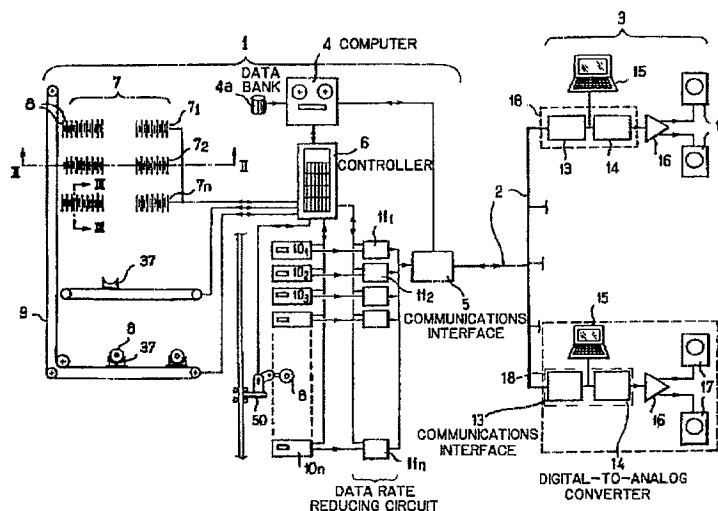 1
4 COMPUTER
3
DATA
BANK
4a
15
7
8
7₁
18
6
CONTROLLER
7₂
13
14
16
II
II
III
7n
2
III
11₁
10₁
37
10₂
11₂
5
15
9
10₃
COMMUNICATIONS
INTERFACE
8
37
18
8
17
50
13
16
COMMUNICATIONS
INTERFACE
14
17
10n
11n
DATA RATE
REDUCING CIRCUIT
DIGITAL-TO-ANALOG
CONVERTER